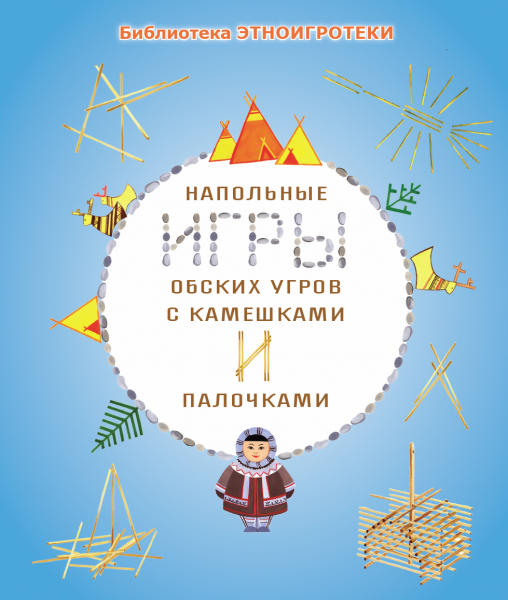 Библиотека ЭТНОИГРОТЕКИ
НАПОЛЬНЫЕ
ИГРЫ
ОБСКИХ УГРОВ
С КАМЕШКАМИ
И
ПАЛОЧКАМИ